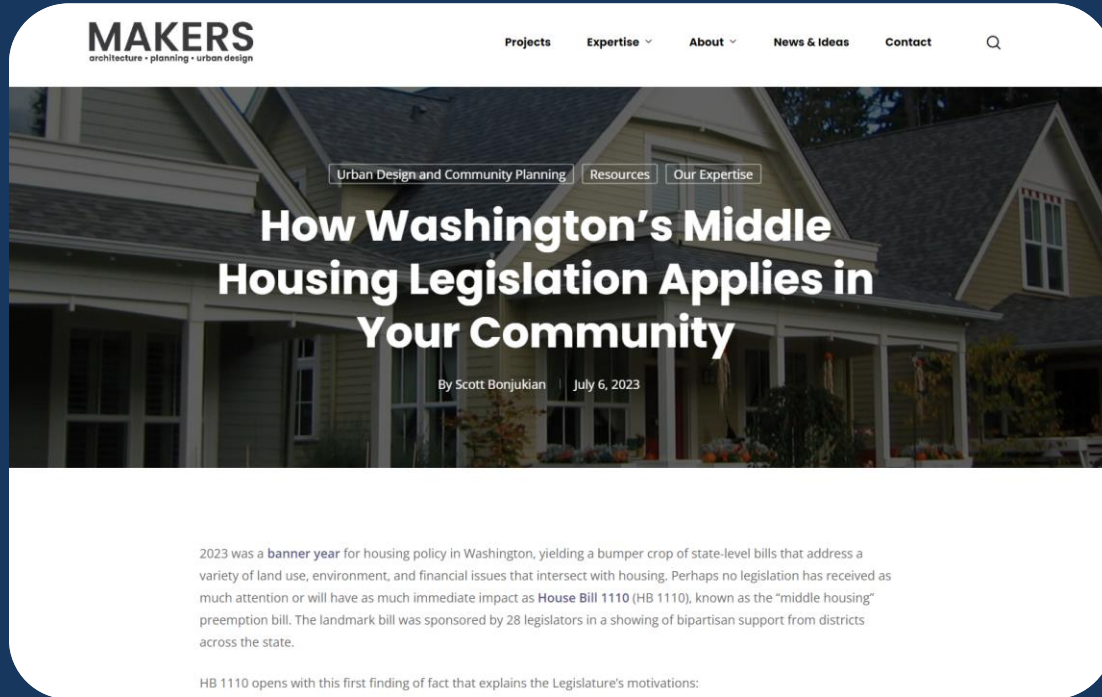 MAKERS
architecture • planning • urban design
Projects Expertise About News & Ideas Contact
Urban Design and Community Planning Resources Our Expertise
How Washington’s Middle
Housing Legislation Applies in
Your Community
By Scott Bonjukian | July 6, 2023
2023 was a banner year for housing policy in Washington, yielding a bumper crop of state-level bills that address a
variety of land use, environment, and financial issues that intersect with housing. Perhaps no legislation has received as
much attention or will have as much immediate impact as House Bill 1110 (HB 1110), known as the “middle housing”
preemption bill. The landmark bill was sponsored by 28 legislators in a showing of bipartisan support from districts
across the state.
HB 1110 opens with this first finding of fact that explains the Legislature’s motivations: